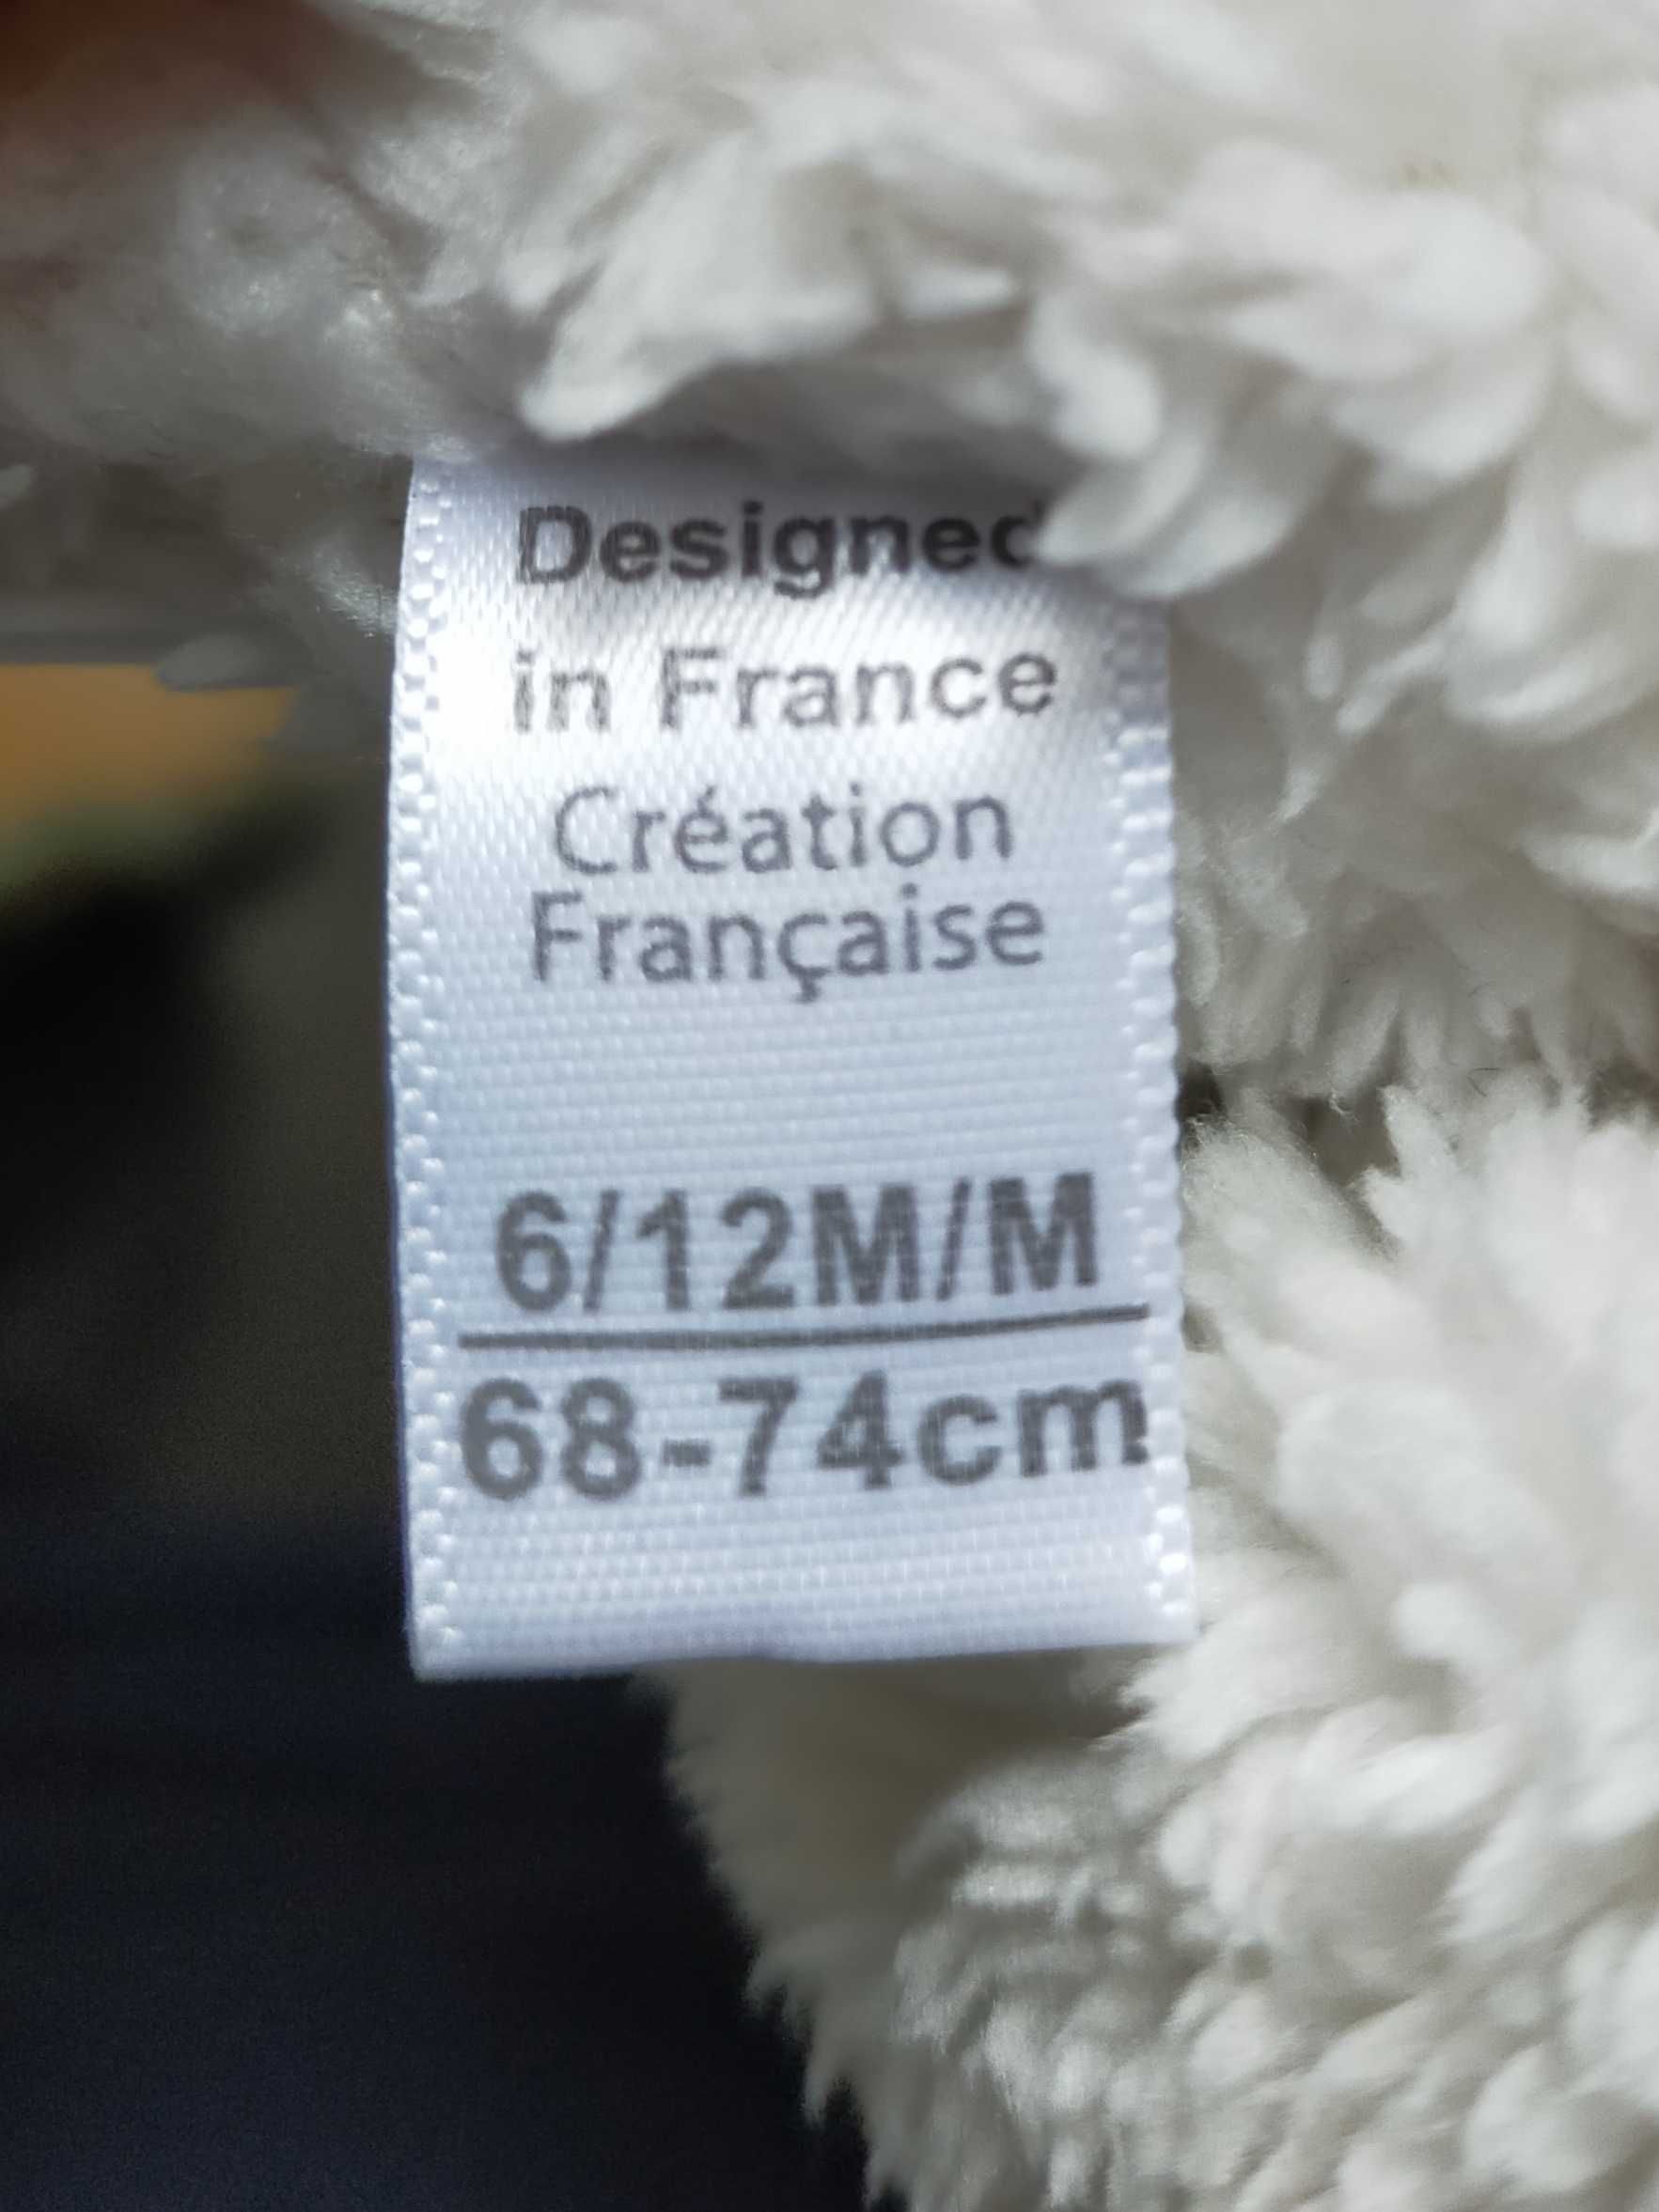 Designed
in France
Création
Française
6/12M/M
68-74cm